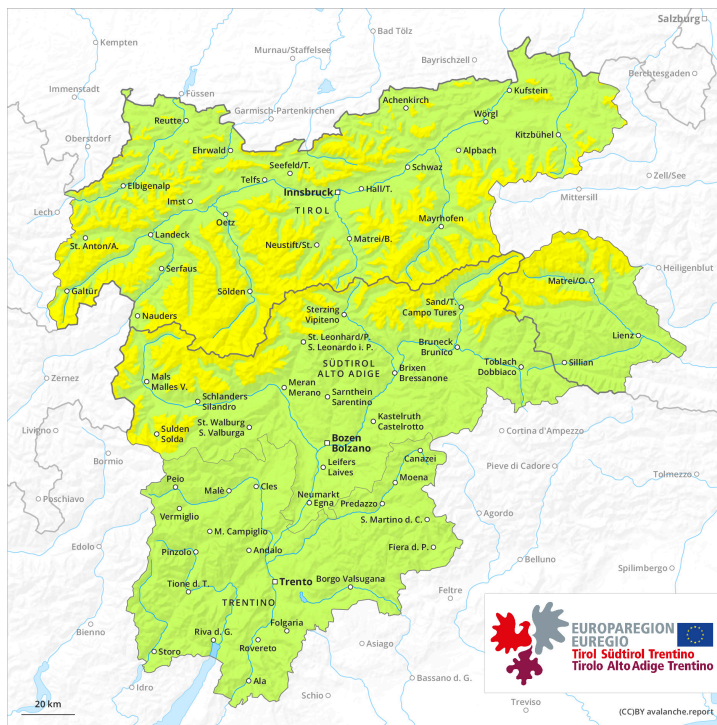 Salzburg
Kempten
Bad Tölz
Murnau/Staffelsee
Bayrischzell
Berchtesgaden
Immenstadt
Füssen
Garmisch-Partenkirchen
Achenkirch
Kufstein
Reutte
Wörgl
Oberstdorf
Ehrwald
Kitzbühel
Seefeld/T.
Alpbach
Telfs
Schwaz
Zell/See
Elbigenalp
Innsbruck
Hall/T.
Mittersill
Imst
TIROL
Lech
Oetz
Mayrhofen
St. Anton/A.
Landeck
Neustift/St.
Matrei/B.
Serfaus
Heiligenblut
Galtür
Sölden
Matrei/O.
Nauders
Sterzing
Vipiteno
Sand/T.
Campo Tures
St. Leonhard/P.
S. Leonardo i. P.
Lienz
Bruneck
Brunico
SÜDTIROL
ALTO ADIGE
Toblach
Dobbiaco
Sillian
Zernez
Mals
Malles V.
Meran
Merano
Brixen
Bressanone
Schlanders
Silandro
Sarnthein
Sarentino
St. Walburg
S. Valburga
Kastelruth
Castelrotto
Livigno
Sulden
Solda
Cortina d'Ampezzo
Bozen
Bolzano
Bormio
Canazei
Pieve di Cadore
Leifers
Laives
Tolmezzo
Poschiavo
Peio
Malè
Cles
Moena
Neumarkt
Egna
Predazzo
Vermiglio
Agordo
S. Martino d. C.
M. Campiglio
Edolo
Pinzolo
Andalo
Fiera d. P.
Belluno
Spilimbergo
Trento
Tione d. T.
Borgo Valsugana
Feltre
TRENTINO
Folgaria
Bienno
Riva d. G.
Rovereto
Asiago
Storo
Bassano d. G.
Idro
Ala
Schio
Treviso
EUROPAREGION
EUREGIO
Tirol Südtirol Trentino
Tirolo Alto Adige Trentino
20 km
(CC)BY avalanche.report